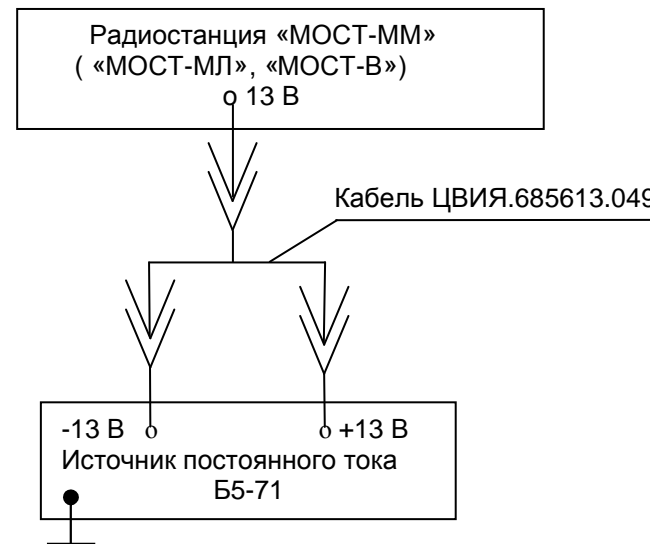 Радиостанция «МОСТ-ММ»
( «МОСТ-МЛ», «МОСТ-В»)
о 13 В
Кабель ЦВИЯ.685613.049
-13 В о о +13 В
Источник постоянного тока
Б5-71